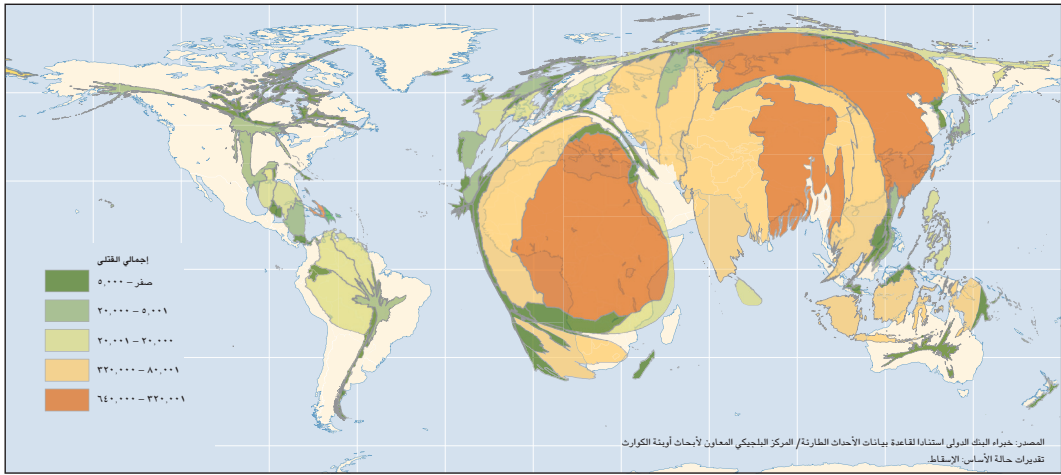 إجمالي القتلى
صفر – ٥,٠٠٠
٥,٠٠١ – ٢٠,٠٠٠
٢٠,٠٠٠ – ٢٠,٠٠١
٨٠,٠٠١ – ٣٢٠,٠٠٠
٣٢٠,٠٠١ – ٦٤٠,٠٠٠
المصدر: خبراء البنك الدولى استنادا لقاعدة بيانات الأحداث الطارئة/ المركز البلجيكي المعاون لأبحاث أوبئة الكوارث
تقديرات حالة الأساس: الإسقاط.